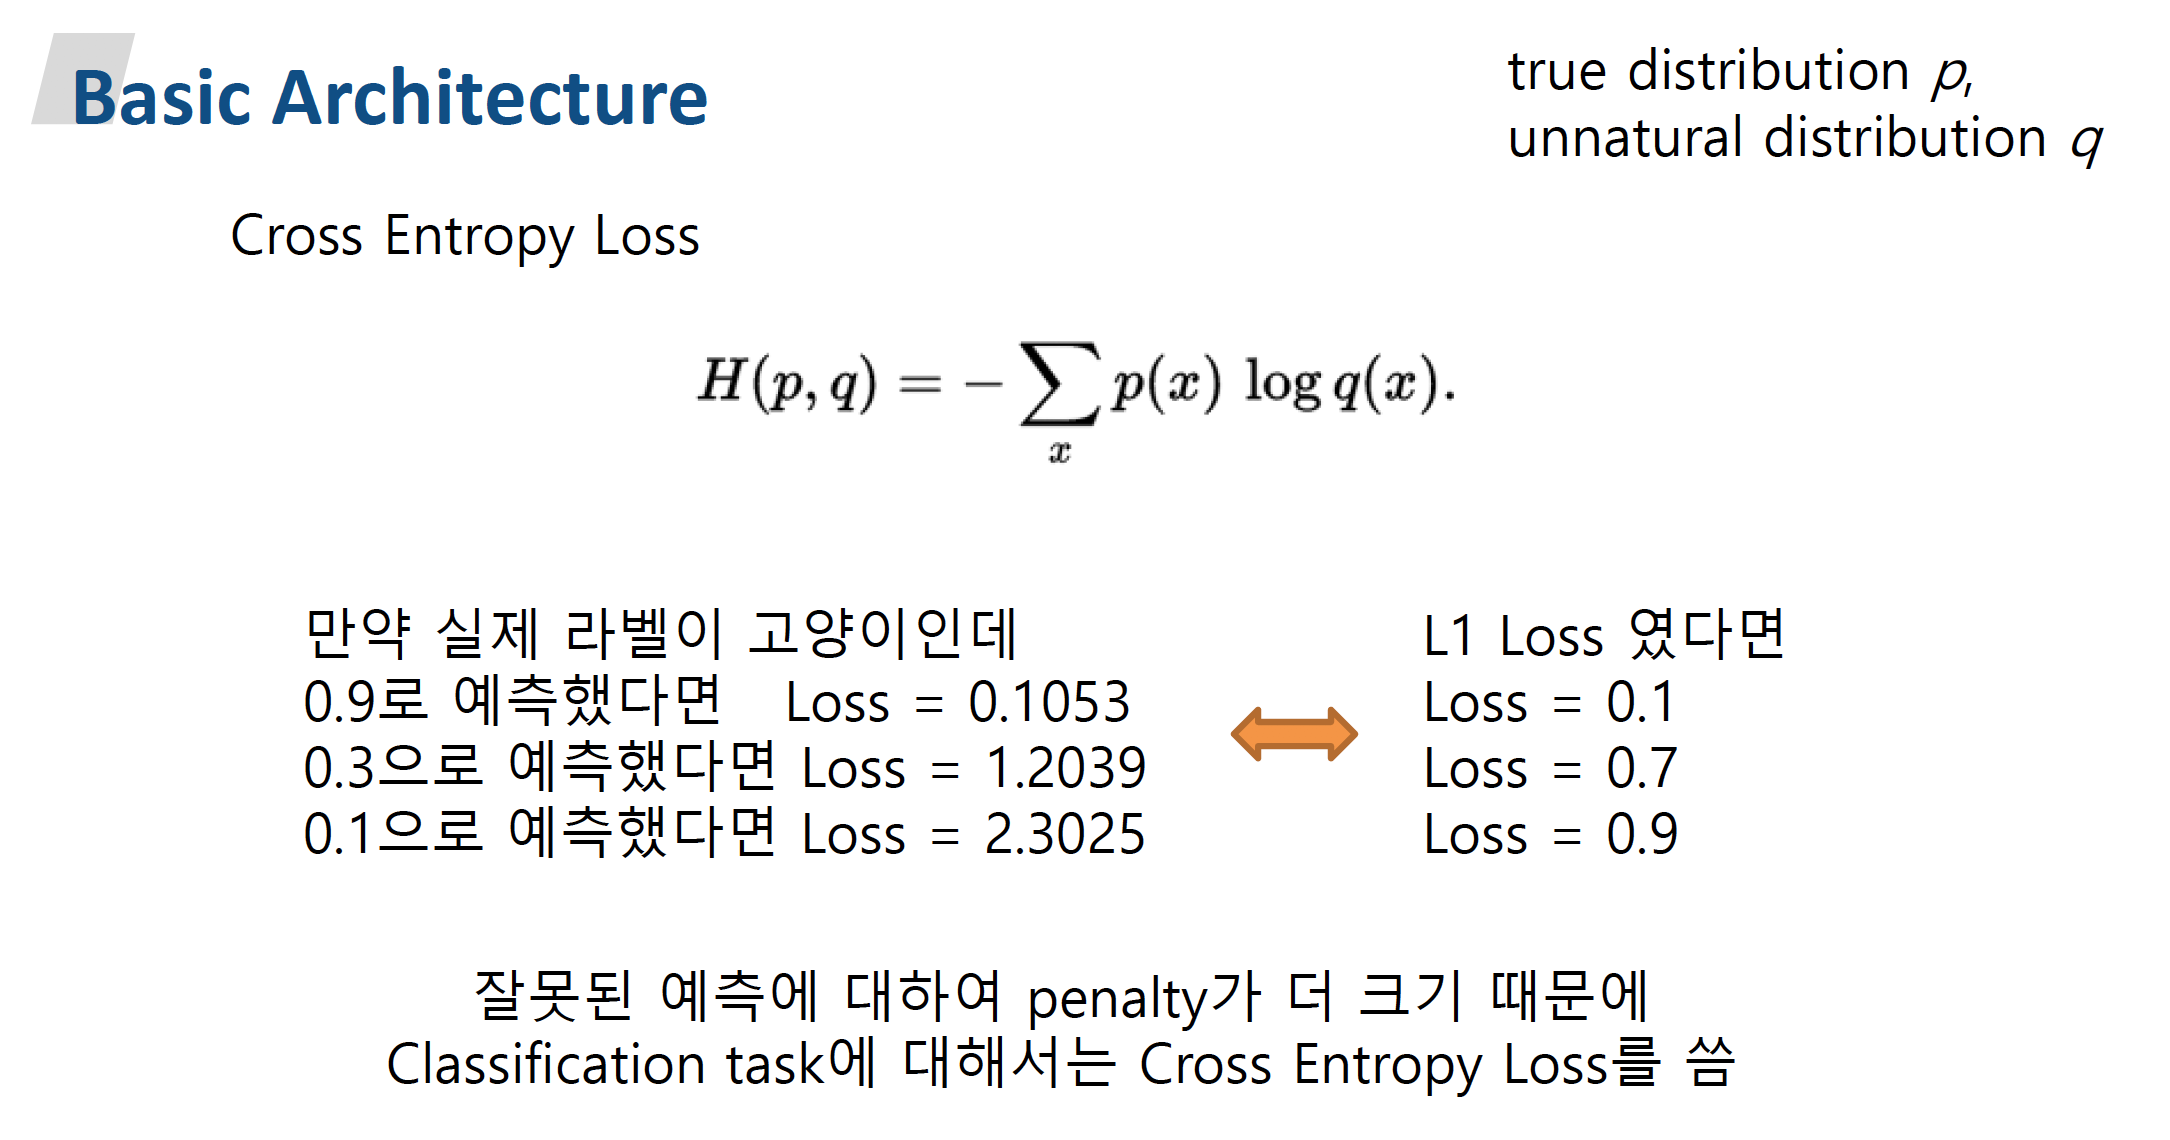 Basic Architecture
true distribution p,
unnatural distribution q
Cross Entropy Loss
H(p, q) = − ∑ p(x) log q(x).
x
만약 실제 라벨이 고양이인데
0.9로 예측했다면 Loss = 0.1053
0.3으로 예측했다면 Loss = 1.2039
0.1으로 예측했다면 Loss = 2.3025
L1 Loss 였다면
Loss = 0.1
Loss = 0.7
Loss = 0.9
잘못된 예측에 대하여 penalty가 더 크기 때문에
Classification task에 대해서는 Cross Entropy Loss를 씀